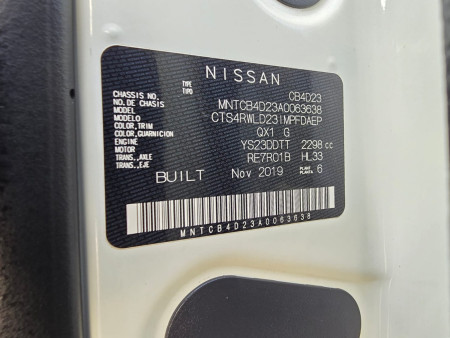 NISSAN
TYPE CB4D23
TIPO
CHASSIS NO. MNTCB4D23A0063638
N° DE CHASIS
MODEL CTS4RWLD23IMPFDAEP
MODELO
COLOR,TRIM QX1 G
COLOR,GUARNICION
ENGINE YS23DDTT 2298 cc
MOTOR
TRANS.,AXLE RE7R01B HL33
TRANS.,EJE
BUILT Nov 2019 PLANT 6
PLANTA
MNTCB4D23A0063638